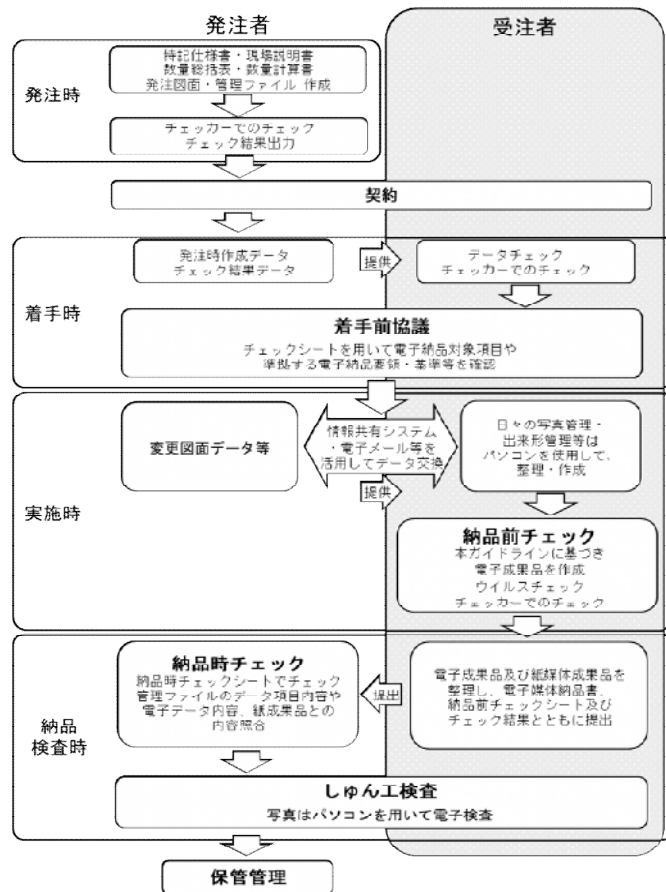 発注者
受注者
発注時
特記仕様書・現場説明書
数量総括表・数量計算書
発注図面・管理ファイル 作成
チェッカーでのチェック
チェック結果出力
契約
着手時
発注時作成データ
チェック結果データ
提供
データチェック
チェッカーでのチェック
着手前協議
チェックシートを用いて電子納品対象項目や
準拠する電子納品要領・基準等を確認
実施時
変更図面データ等
情報共有システム
・電子メール等を
活用してデータ交換
提供
日々の写真管理・
出来形管理等は
パソコンを使用して、
整理・作成
納品前チェック
本ガイドラインに基づき
電子成果品を作成
ウイルスチェック
チェッカーでのチェック
納品
検査時
納品時チェック
納品時チェックシートでチェック
管理ファイルのデータ項目内容や
電子データ内容、紙成果品との
内容照合
提出
電子成果品及び紙媒体成果品を
整理し、電子媒体納品書、
納品前チェックシート及び
チェック結果とともに提出
しゅん工検査
写真はパソコンを用いて電子検査
保管管理